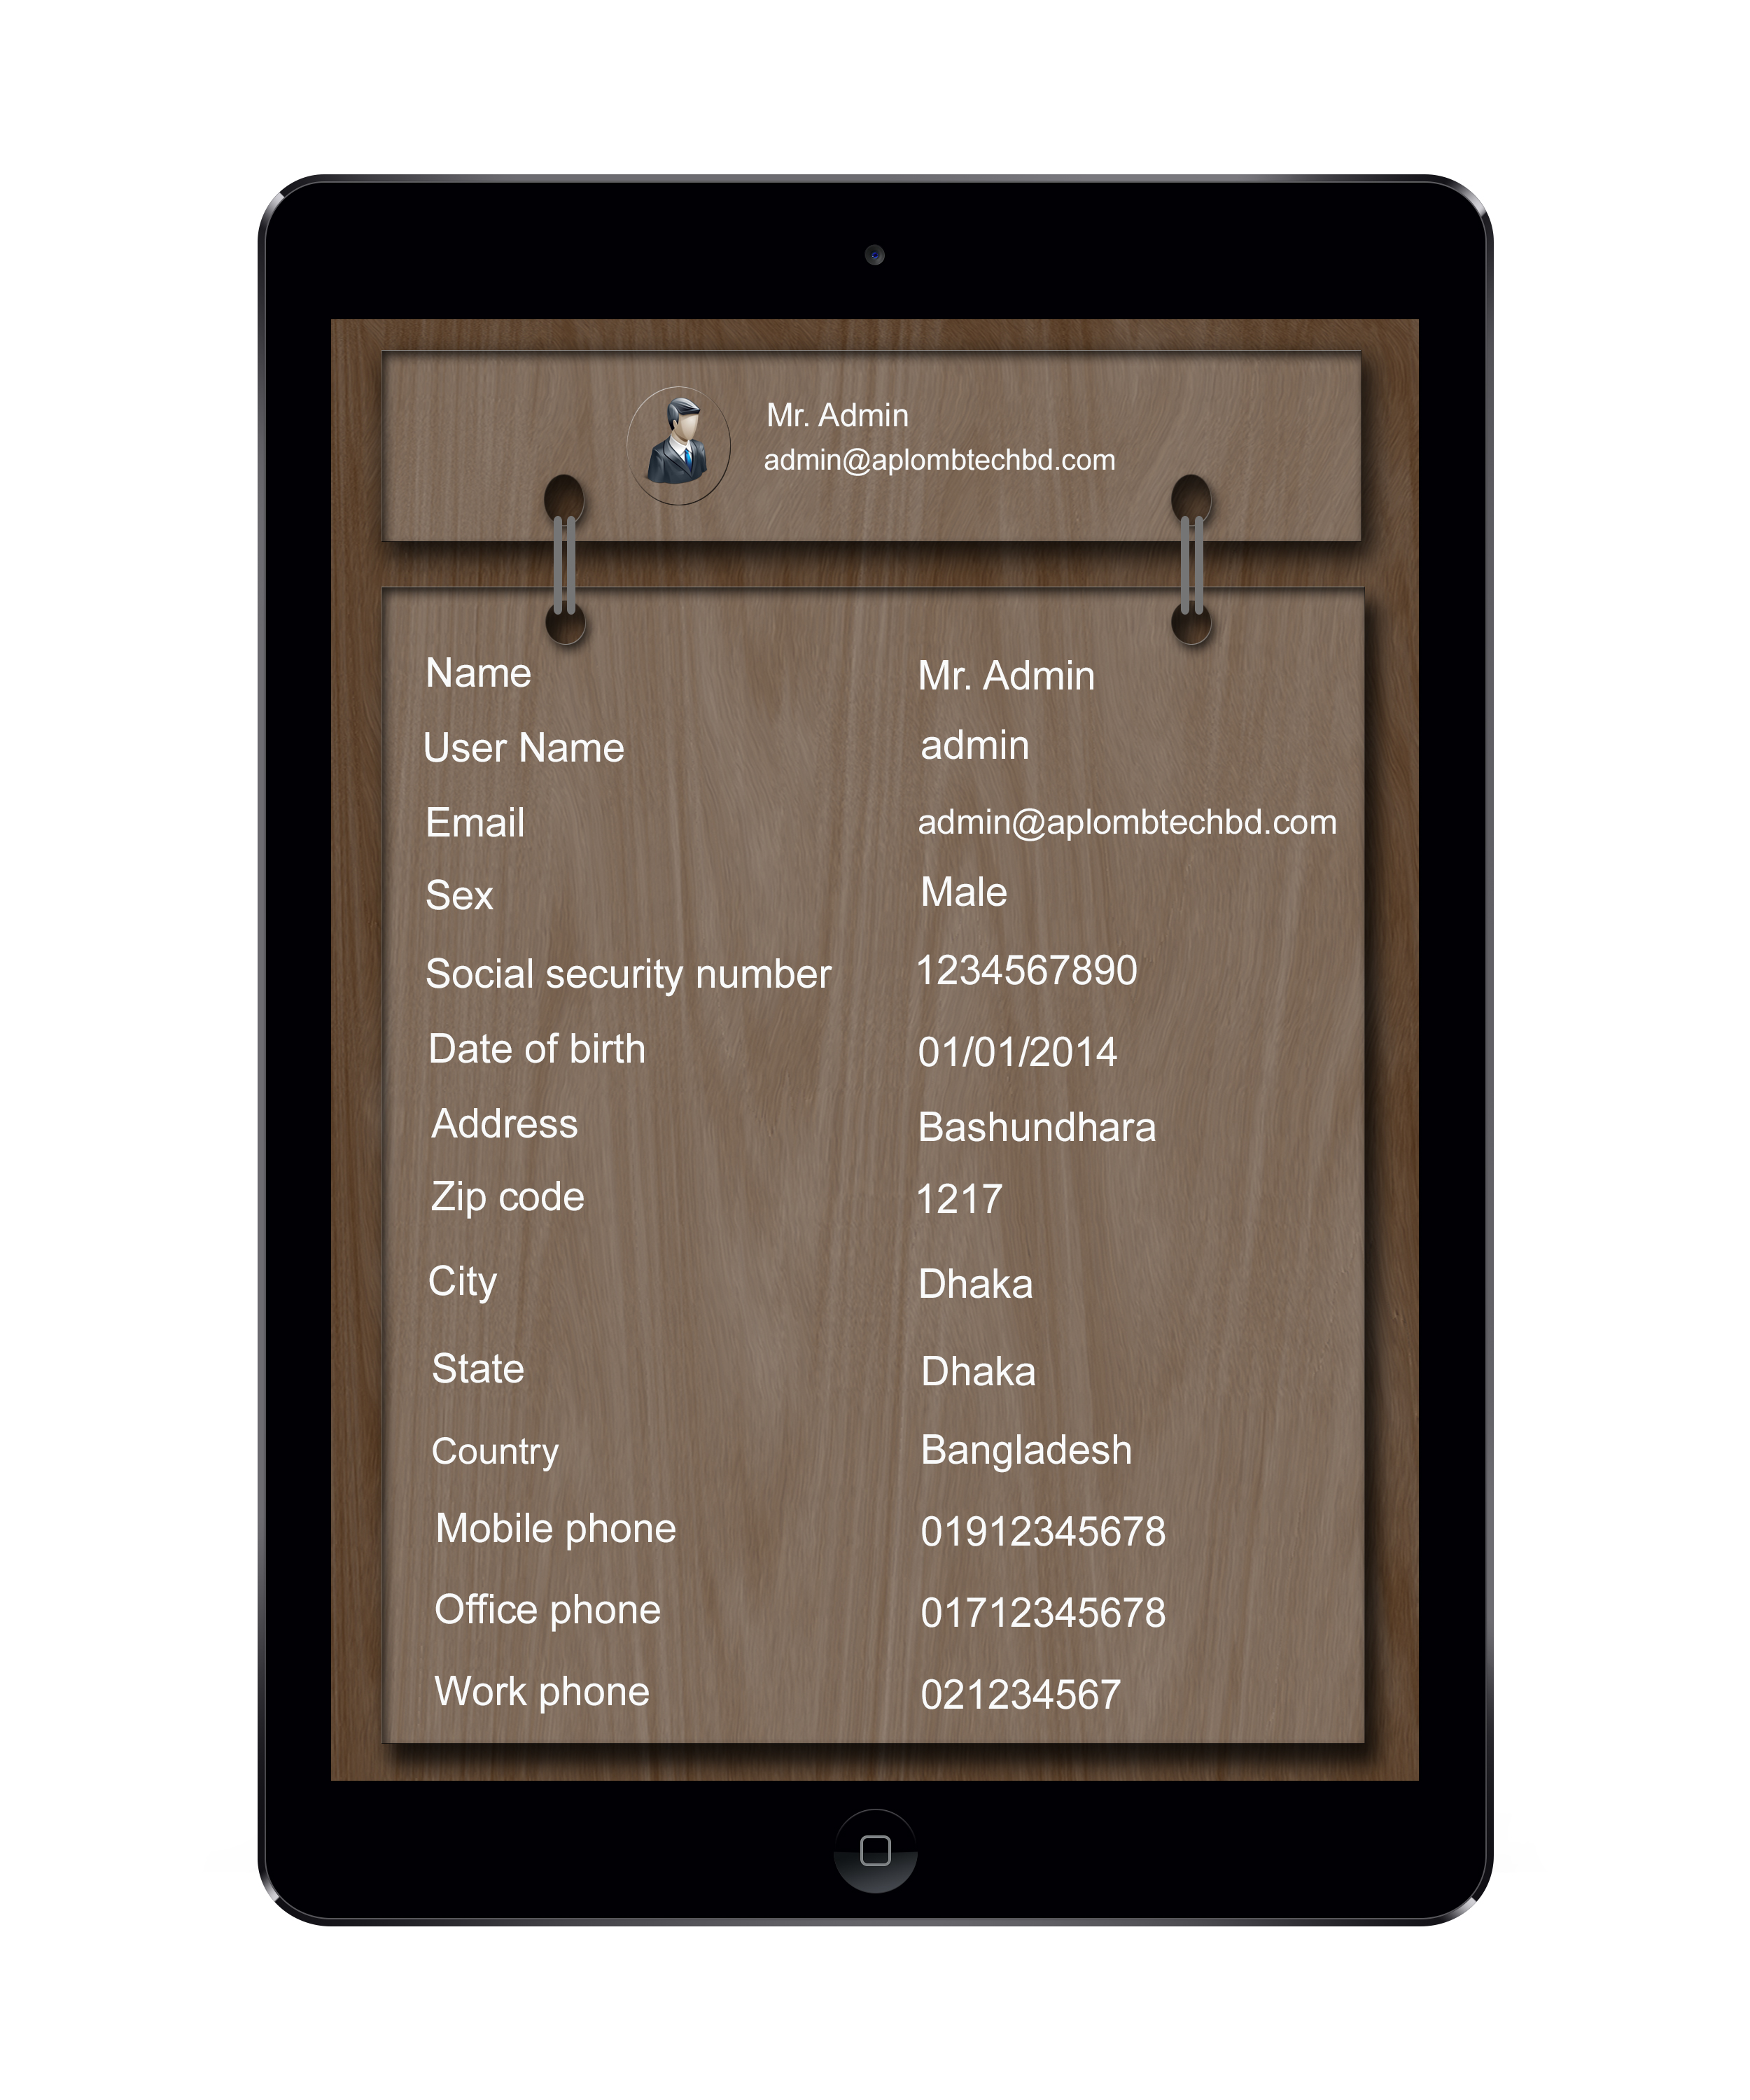 Mr. Admin
admin@aplombtechbd.com
Name Mr. Admin
User Name admin
Email admin@aplombtechbd.com
Sex Male
Social security number 1234567890
Date of birth 01/01/2014
Address Bashundhara
Zip code 1217
City Dhaka
State Dhaka
Country Bangladesh
Mobile phone 01912345678
Office phone 01712345678
Work phone 021234567